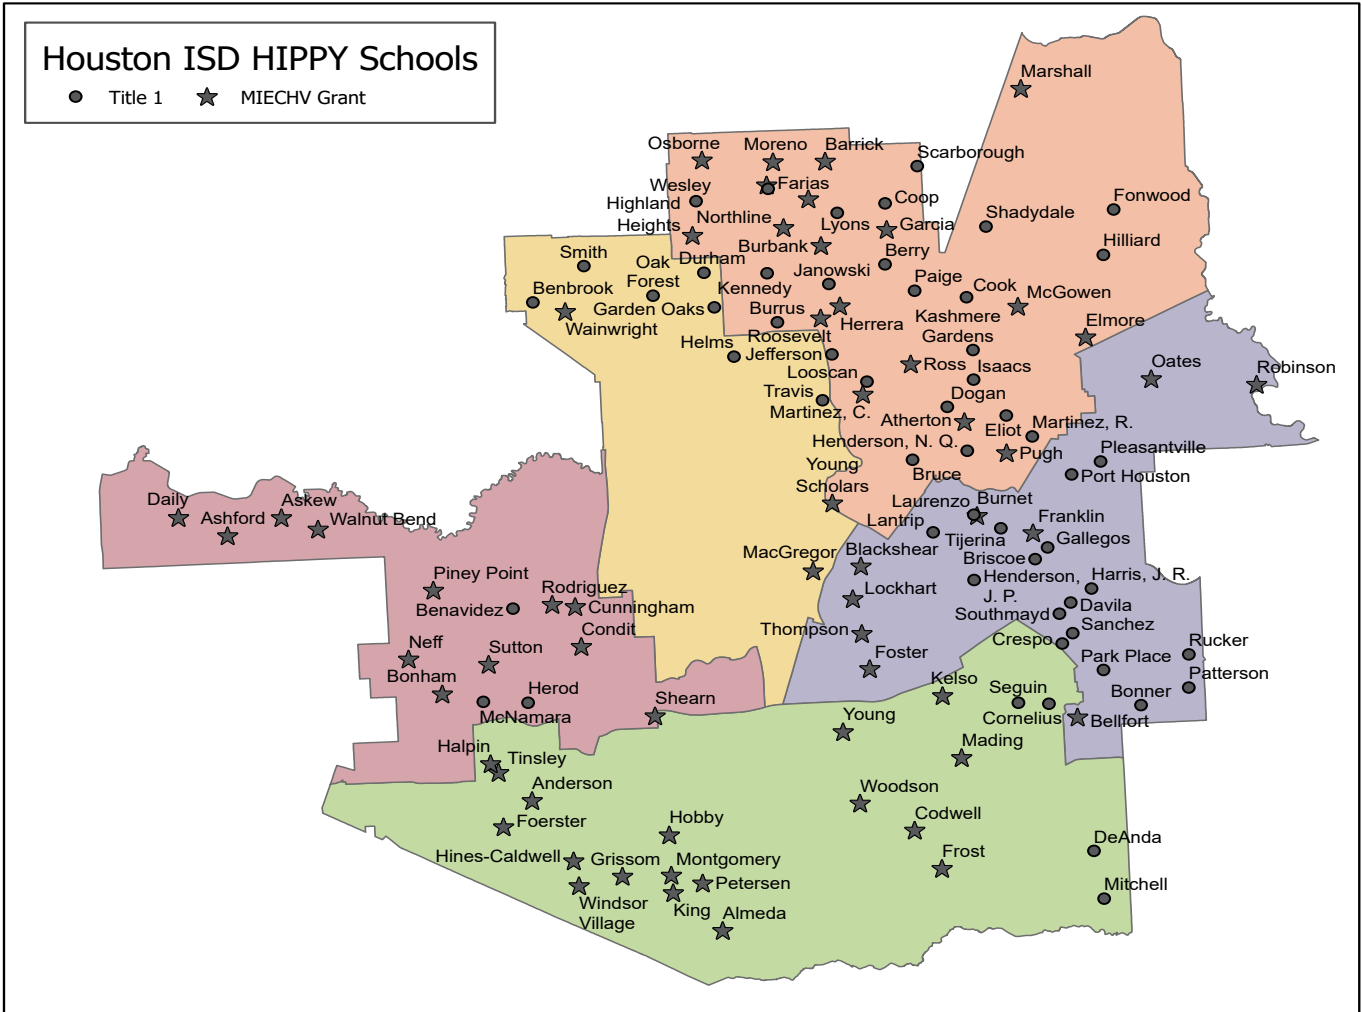 Houston ISD HIPPY Schools
Title 1
MIECHV Grant
Marshall
Osborne
Moreno
Barrick
Scarborough
Wesley
Farias
Highland
Heights
Northline
Lyons
Coop
Garcia
Shadydale
Fonwood
Hilliard
Smith
Oak
Forest
Durham
Burbank
Berry
Benbrook
Garden Oaks
Kennedy
Janowski
Paige
Cook
McGowen
Wainwright
Burrus
Herrera
Kashmere
Gardens
Elmore
Helms
Roosevelt
Jefferson
Looscan
Ross
Isaacs
Oates
Robinson
Travis
Martinez, C.
Dogan
Atherton
Eliot
Martinez, R.
Henderson, N. Q.
Bruce
Pugh
Pleasantville
Port Houston
Young
Scholars
Laurenzo
Burnet
Lantrip
Tijerina
Franklin
Gallegos
Briscoe
Daily
Ashford
Askew
Walnut Bend
MacGregor
Blackshear
Lockhart
Henderson,
J. P.
Harris, J. R.
Davila
Southmayd
Sanchez
Piney Point
Benavidez
Rodriguez
Cunningham
Condit
Thompson
Foster
Crespo
Park Place
Rucker
Patterson
Neff
Bonham
Sutton
Herod
McNamara
Shearn
Kelso
Seguin
Cornelius
Bonner
Bellfort
Halpin
Tinsley
Young
Mading
Anderson
Foerster
Woodson
Codwell
Hobby
DeAnda
Hines-Caldwell
Grissom
Montgomery
Petersen
Frost
Mitchell
Windsor
Village
King
Almeda